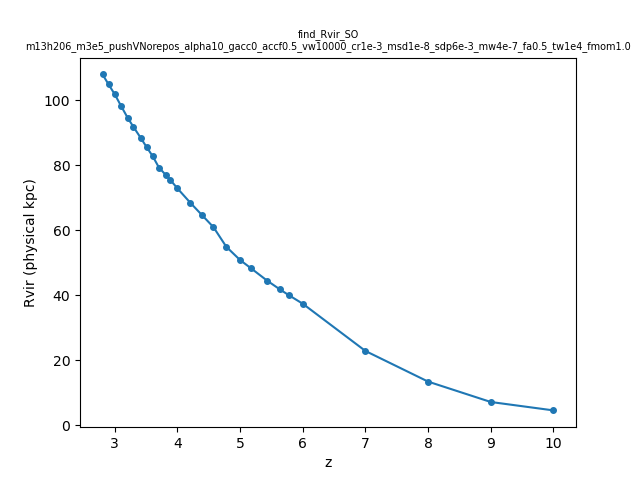 find_Rvir_SO
m13h206_m3e5_pushVNorepos_alpha10_gacc0_accf0.5_vw10000_cr1e-3_msd1e-8_sdp6e-3_mw4e-7_fa0.5_tw1e4_fmom1.0
Rvir (physical kpc)
100
80
60
40
20
0
3 4 5 6 7 8 9 10
z